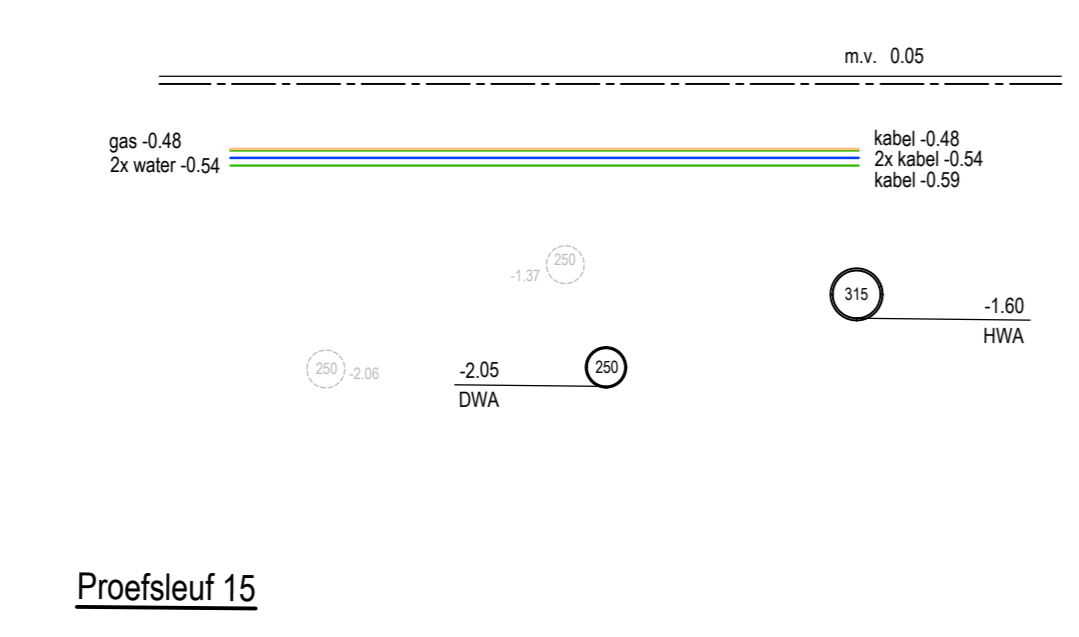 m.v. 0.05
gas -0.48
2x water -0.54
kabel -0.48
2x kabel -0.54
kabel -0.59
250
-1.37
315
-1.60
HWA
250
-2.06
-2.05
DWA
250
Proefsleuf 15